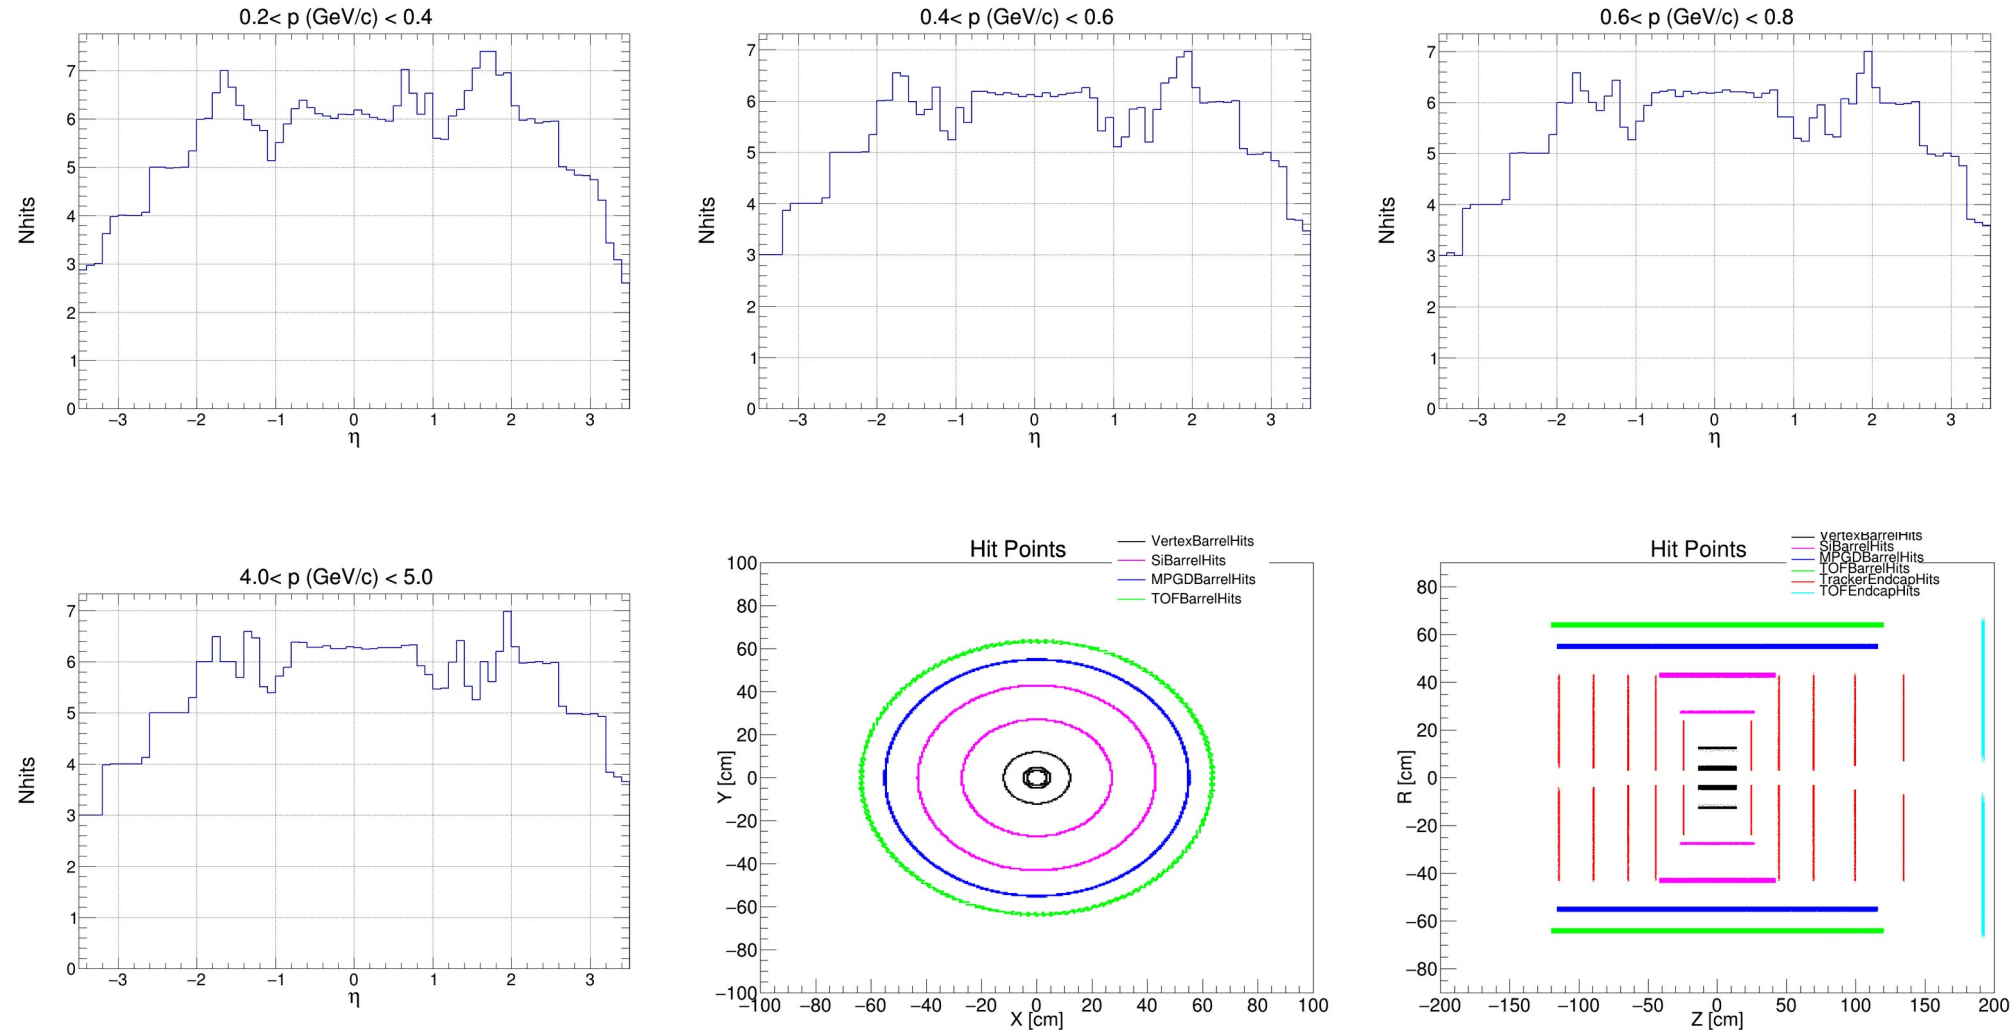 0.2< p (GeV/c) < 0.4
Nhits
7
6
5
4
3
2
1
0
−3 −2 −1 0 1 2 3
η
0.4< p (GeV/c) < 0.6
Nhits
7
6
5
4
3
2
1
0
−3 −2 −1 0 1 2 3
η
0.6< p (GeV/c) < 0.8
Nhits
7
6
5
4
3
2
1
0
−3 −2 −1 0 1 2 3
η
4.0< p (GeV/c) < 5.0
Nhits
7
6
5
4
3
2
1
0
−3 −2 −1 0 1 2 3
η
Hit Points
VertexBarrelHits
SiBarrelHits
MPGDBarrelHits
TOFBarrelHits
Y [cm]
100
80
60
40
20
0
−20
−40
−60
−80
−100
−100 −80 −60 −40 −20 0 20 40 60 80 100
X [cm]
Hit Points
VertexBarrelHits
SiBarrelHits
MPGDBarrelHits
TOFBarrelHits
TrackerEndcapHits
TOFEndcapHits
R [cm]
80
60
40
20
0
−20
−40
−60
−80
−200 −150 −100 −50 0 50 100 150 200
Z [cm]